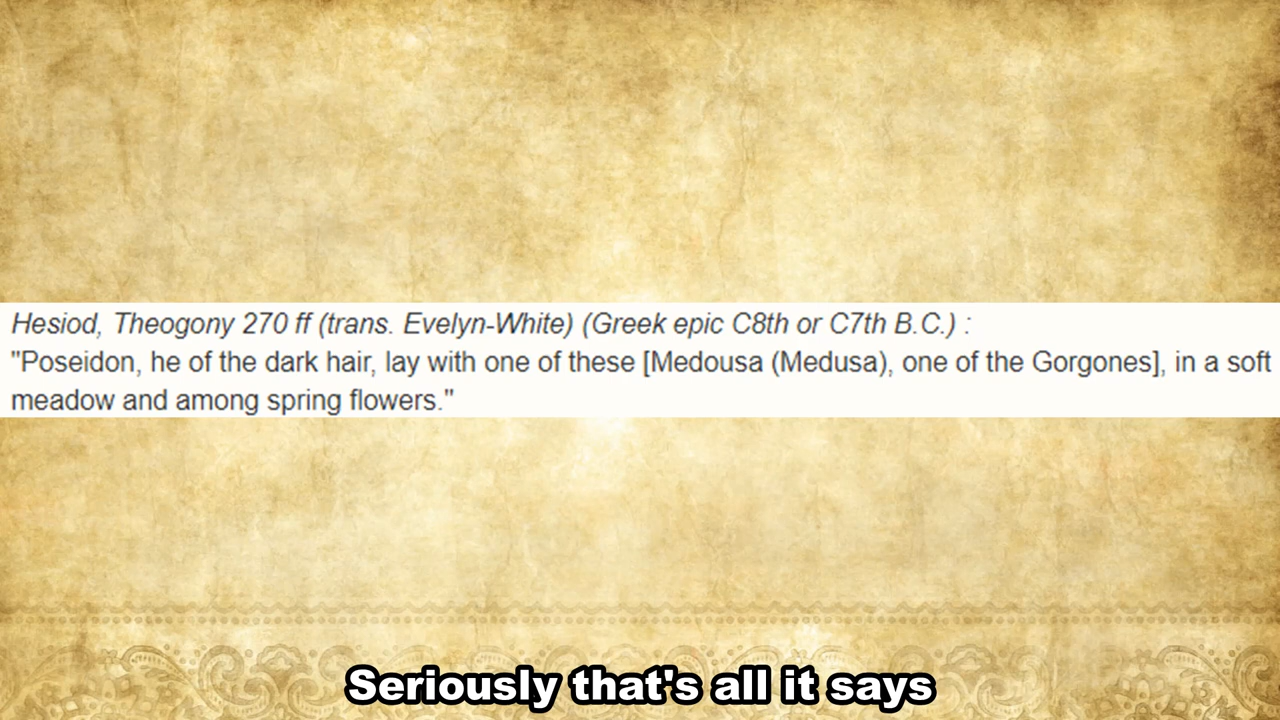 Hesiod, Theogony 270 ff (trans. Evelyn-White) (Greek epic C8th or C7th B.C.) :
"Poseidon, he of the dark hair, lay with one of these [Medousa (Medusa), one of the Gorgones], in a soft
meadow and among spring flowers."
Seriously that's all it says